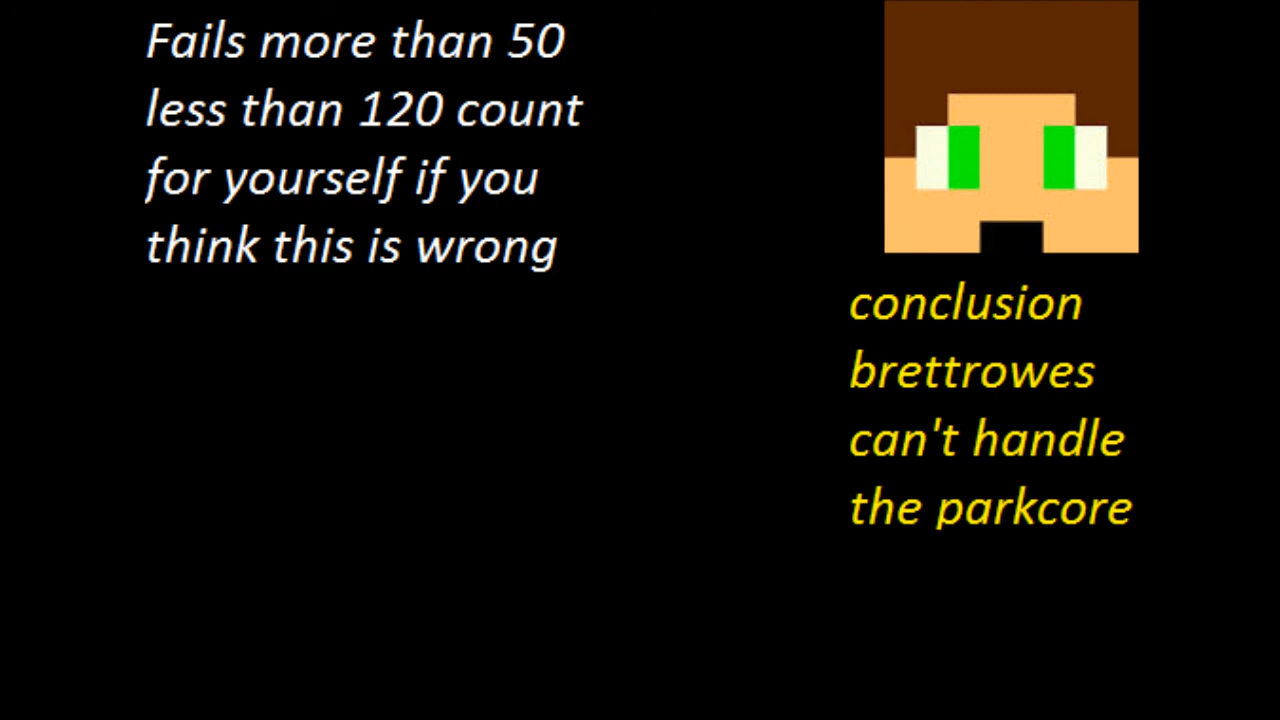 Fails more than 50
less than 120 count
for yourself if you
think this is wrong
conclusion
brettrowes
can't handle
the parkcore